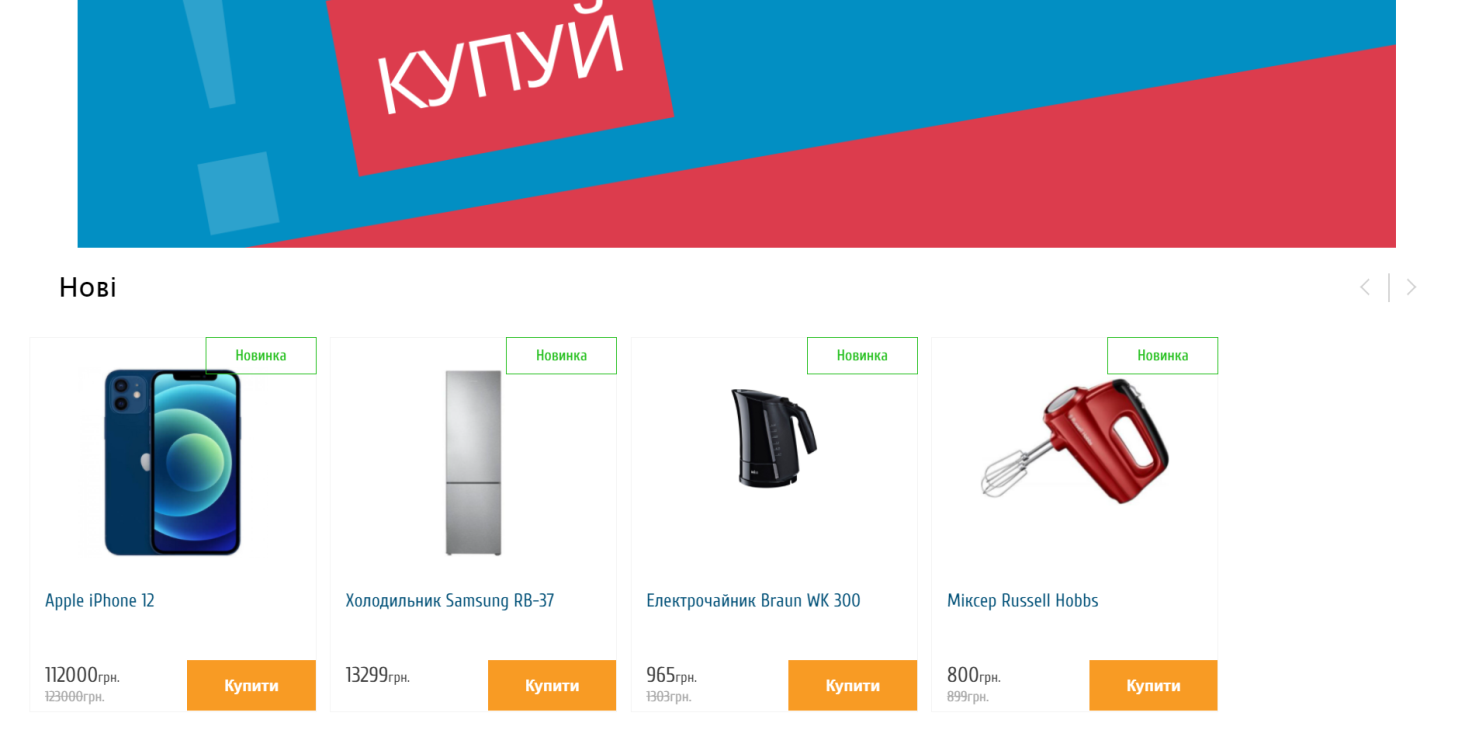 !
КУПУЙ
Нові
Новинка
Новинка
Новинка
Новинка
Apple iPhone 12
Холодильник Samsung RB-37
Електрочайник Braun WK 300
Міксер Russell Hobbs
112000грн.
123000грн.
Купити
13299грн.
Купити
965грн.
1303грн.
Купити
800грн.
899грн.
Купити